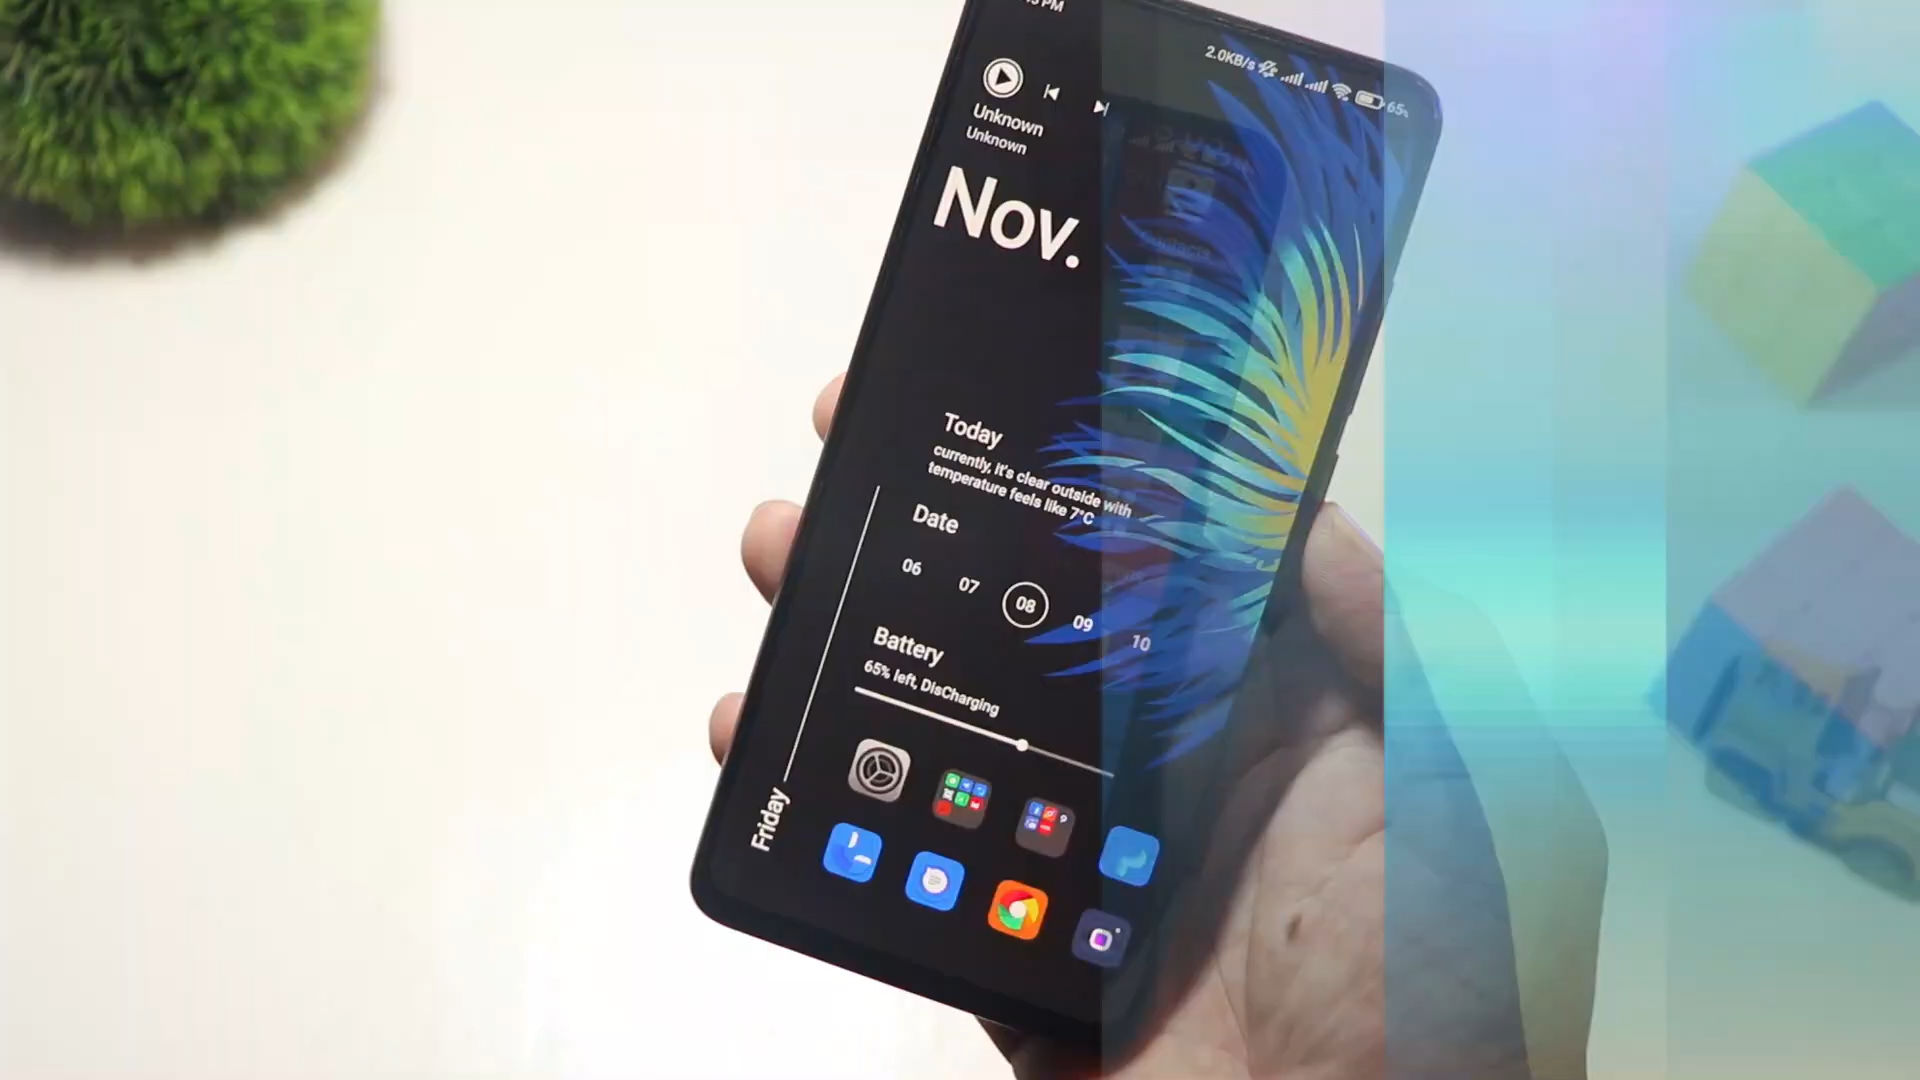 PM
2.0KB/s
65%
Unknown
Unknown
Nov.
Today
currently, it's clear outside with
temperature feels like 7°C
Date
06 07 08 09 10
Battery
65% left, DisCharging
Friday